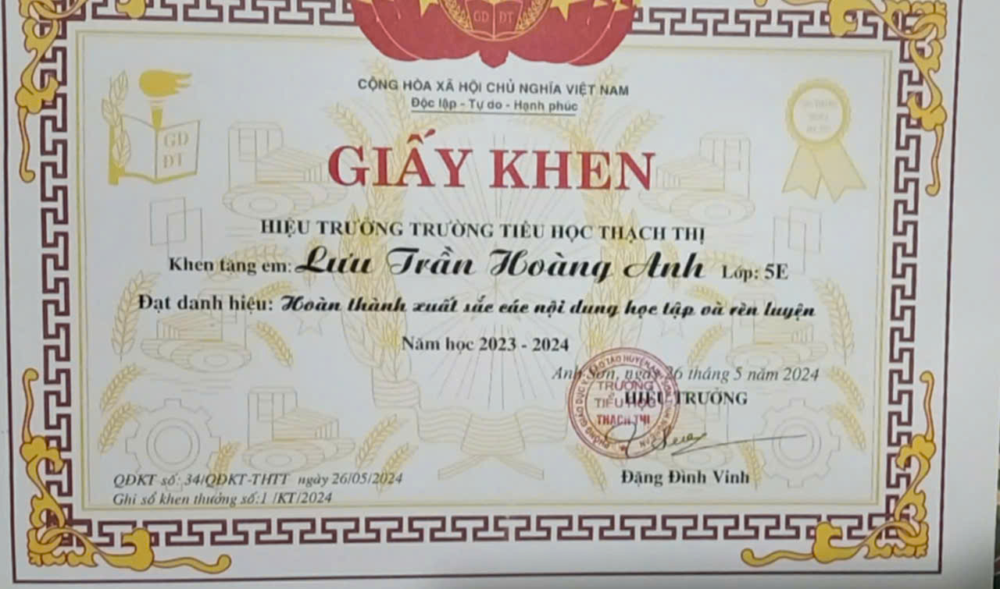 GD ĐT
CỘNG HÒA XÃ HỘI CHỦ NGHĨA VIỆT NAM
Độc lập - Tự do - Hạnh phúc
GD
ĐT
GIẤY KHEN
HIỆU TRƯỞNG TRƯỜNG TIỂU HỌC THẠCH THỊ
Khen tặng em: Lưu Trần Hoàng Anh Lớp: 5E
Đạt danh hiệu: Hoàn thành xuất sắc các nội dung học tập và rèn luyện
Năm học 2023 - 2024
Anh Sơn, ngày 26 tháng 5 năm 2024
HIỆU TRƯỞNG
TRƯỜNG
TIỂU HỌC
THẠCH THỊ
Đặng Đình Vinh
QĐKT số: 34/QĐKT-THTT ngày 26/05/2024
Ghi sổ khen thưởng số:1 /KT/2024